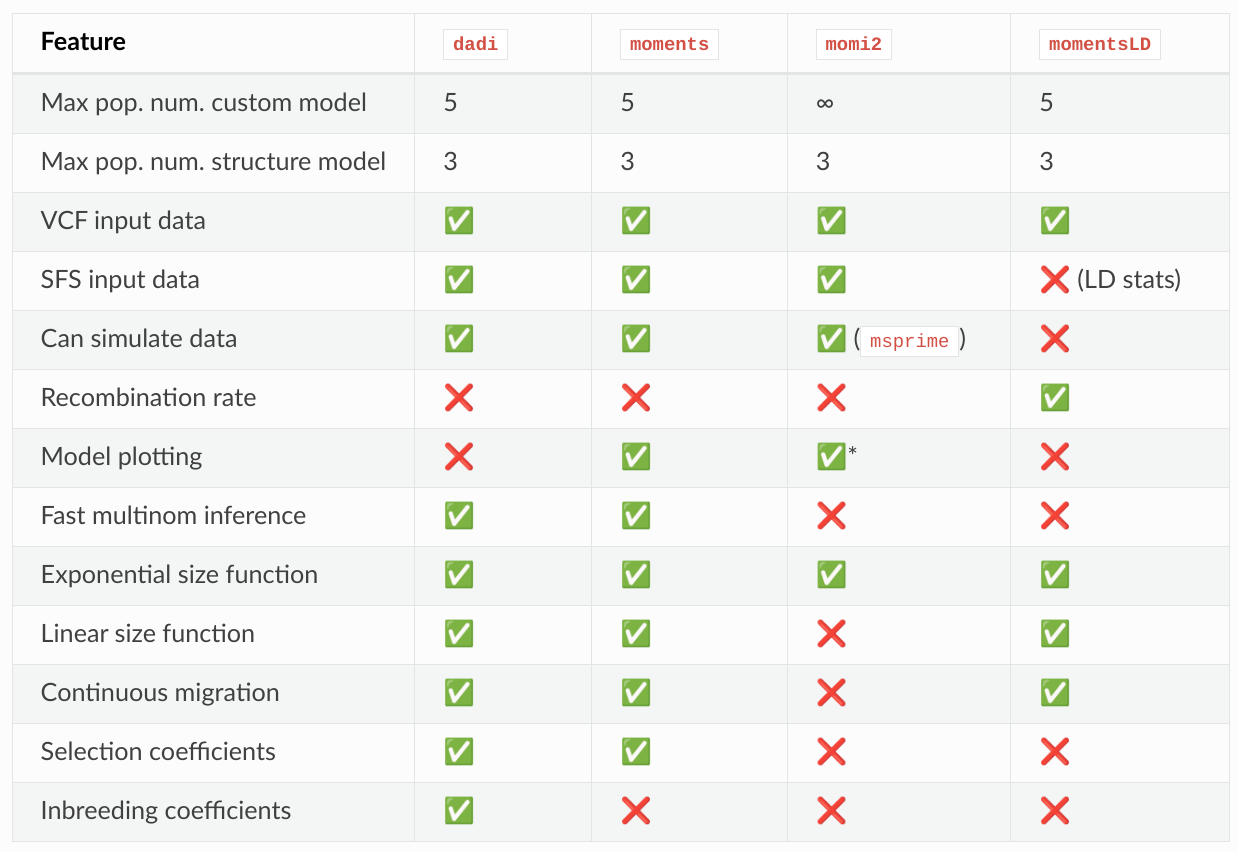 Feature dadi moments momi2 momentsLD
Max pop. num. custom model 5 5 ∞ 5
Max pop. num. structure model 3 3 3 3
VCF input data ✅ ✅ ✅ ✅
SFS input data ✅ ✅ ✅ ❌ (LD stats)
Can simulate data ✅ ✅ ✅ (msprime) ❌
Recombination rate ❌ ❌ ❌ ✅
Model plotting ❌ ✅ ✅* ❌
Fast multinom inference ✅ ✅ ❌ ❌
Exponential size function ✅ ✅ ✅ ✅
Linear size function ✅ ✅ ❌ ✅
Continuous migration ✅ ✅ ❌ ✅
Selection coefficients ✅ ✅ ❌ ❌
Inbreeding coefficients ✅ ❌ ❌ ❌